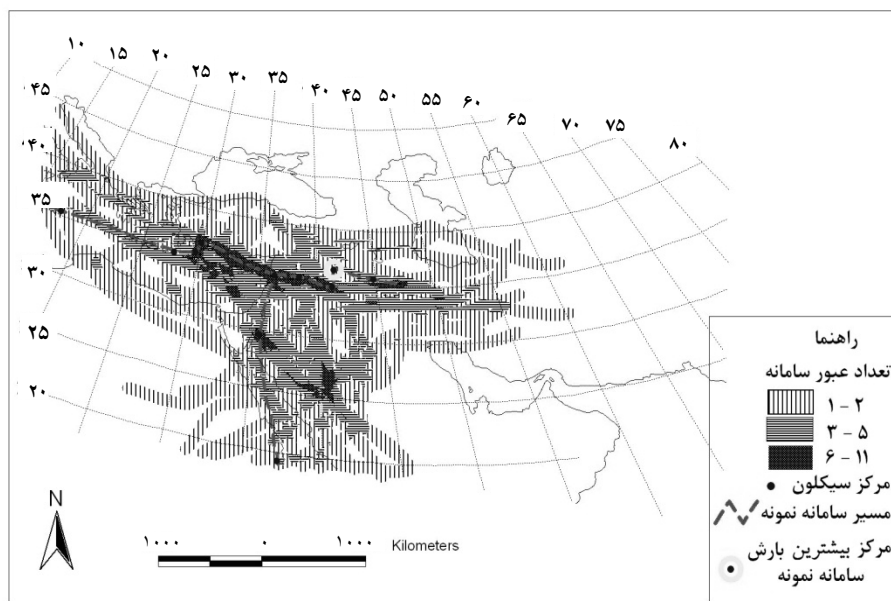 ۱۰ ۱۵ ۲۰ ۲۵ ۳۰ ۳۵ ۴۰ ۴۵ ۵۰ ۵۵ ۶۰ ۶۵ ۷۰ ۷۵ ۸۰
۴۵
۴۰
۳۵
۳۰
۲۵
۲۰
راهنما
تعداد عبور سامانه
۱ - ۲
۳ - ۵
۶ - ۱۱
مرکز سیکلون
مسیر سامانه نمونه
مرکز بیشترین بارش
سامانه نمونه
N
۱۰۰۰ ۰ ۱۰۰۰ Kilometers